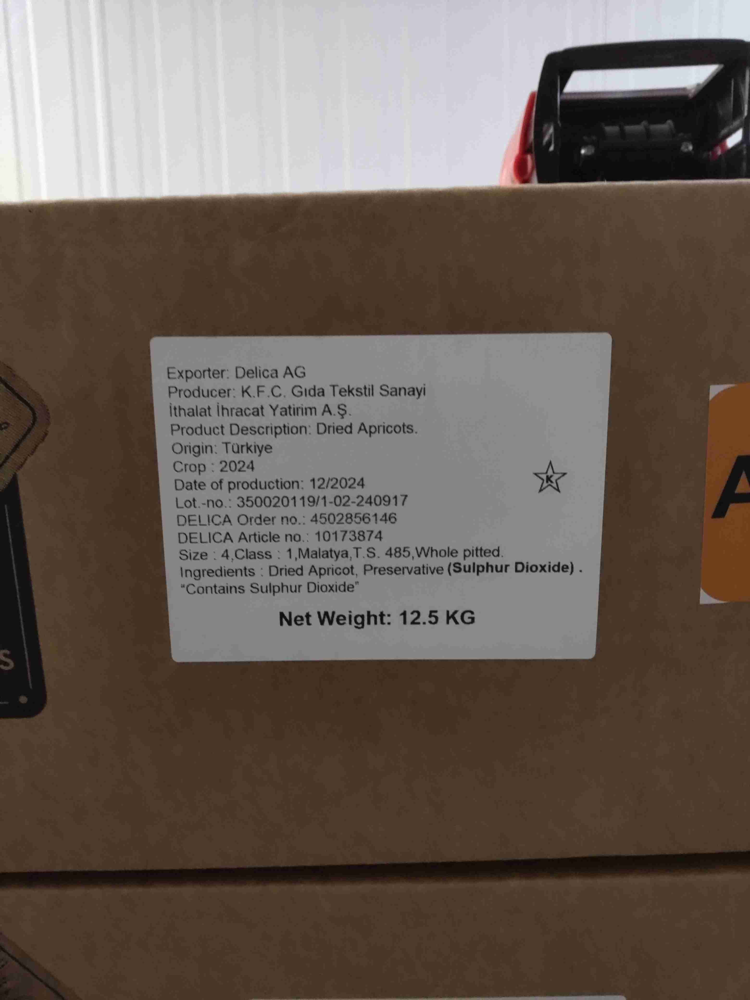 Exporter: Delica AG
Producer: K.F.C. Gıda Tekstil Sanayi
İthalat İhracat Yatirim A.Ş.
Product Description: Dried Apricots.
Origin: Türkiye
Crop : 2024
Date of production: 12/2024
Lot.-no.: 350020119/1-02-240917
DELICA Order no.: 4502856146
DELICA Article no.: 10173874
Size : 4,Class : 1,Malatya,T.S. 485,Whole pitted.
Ingredients : Dried Apricot, Preservative (Sulphur Dioxide) .
“Contains Sulphur Dioxide”
Net Weight: 12.5 KG
K
A
S